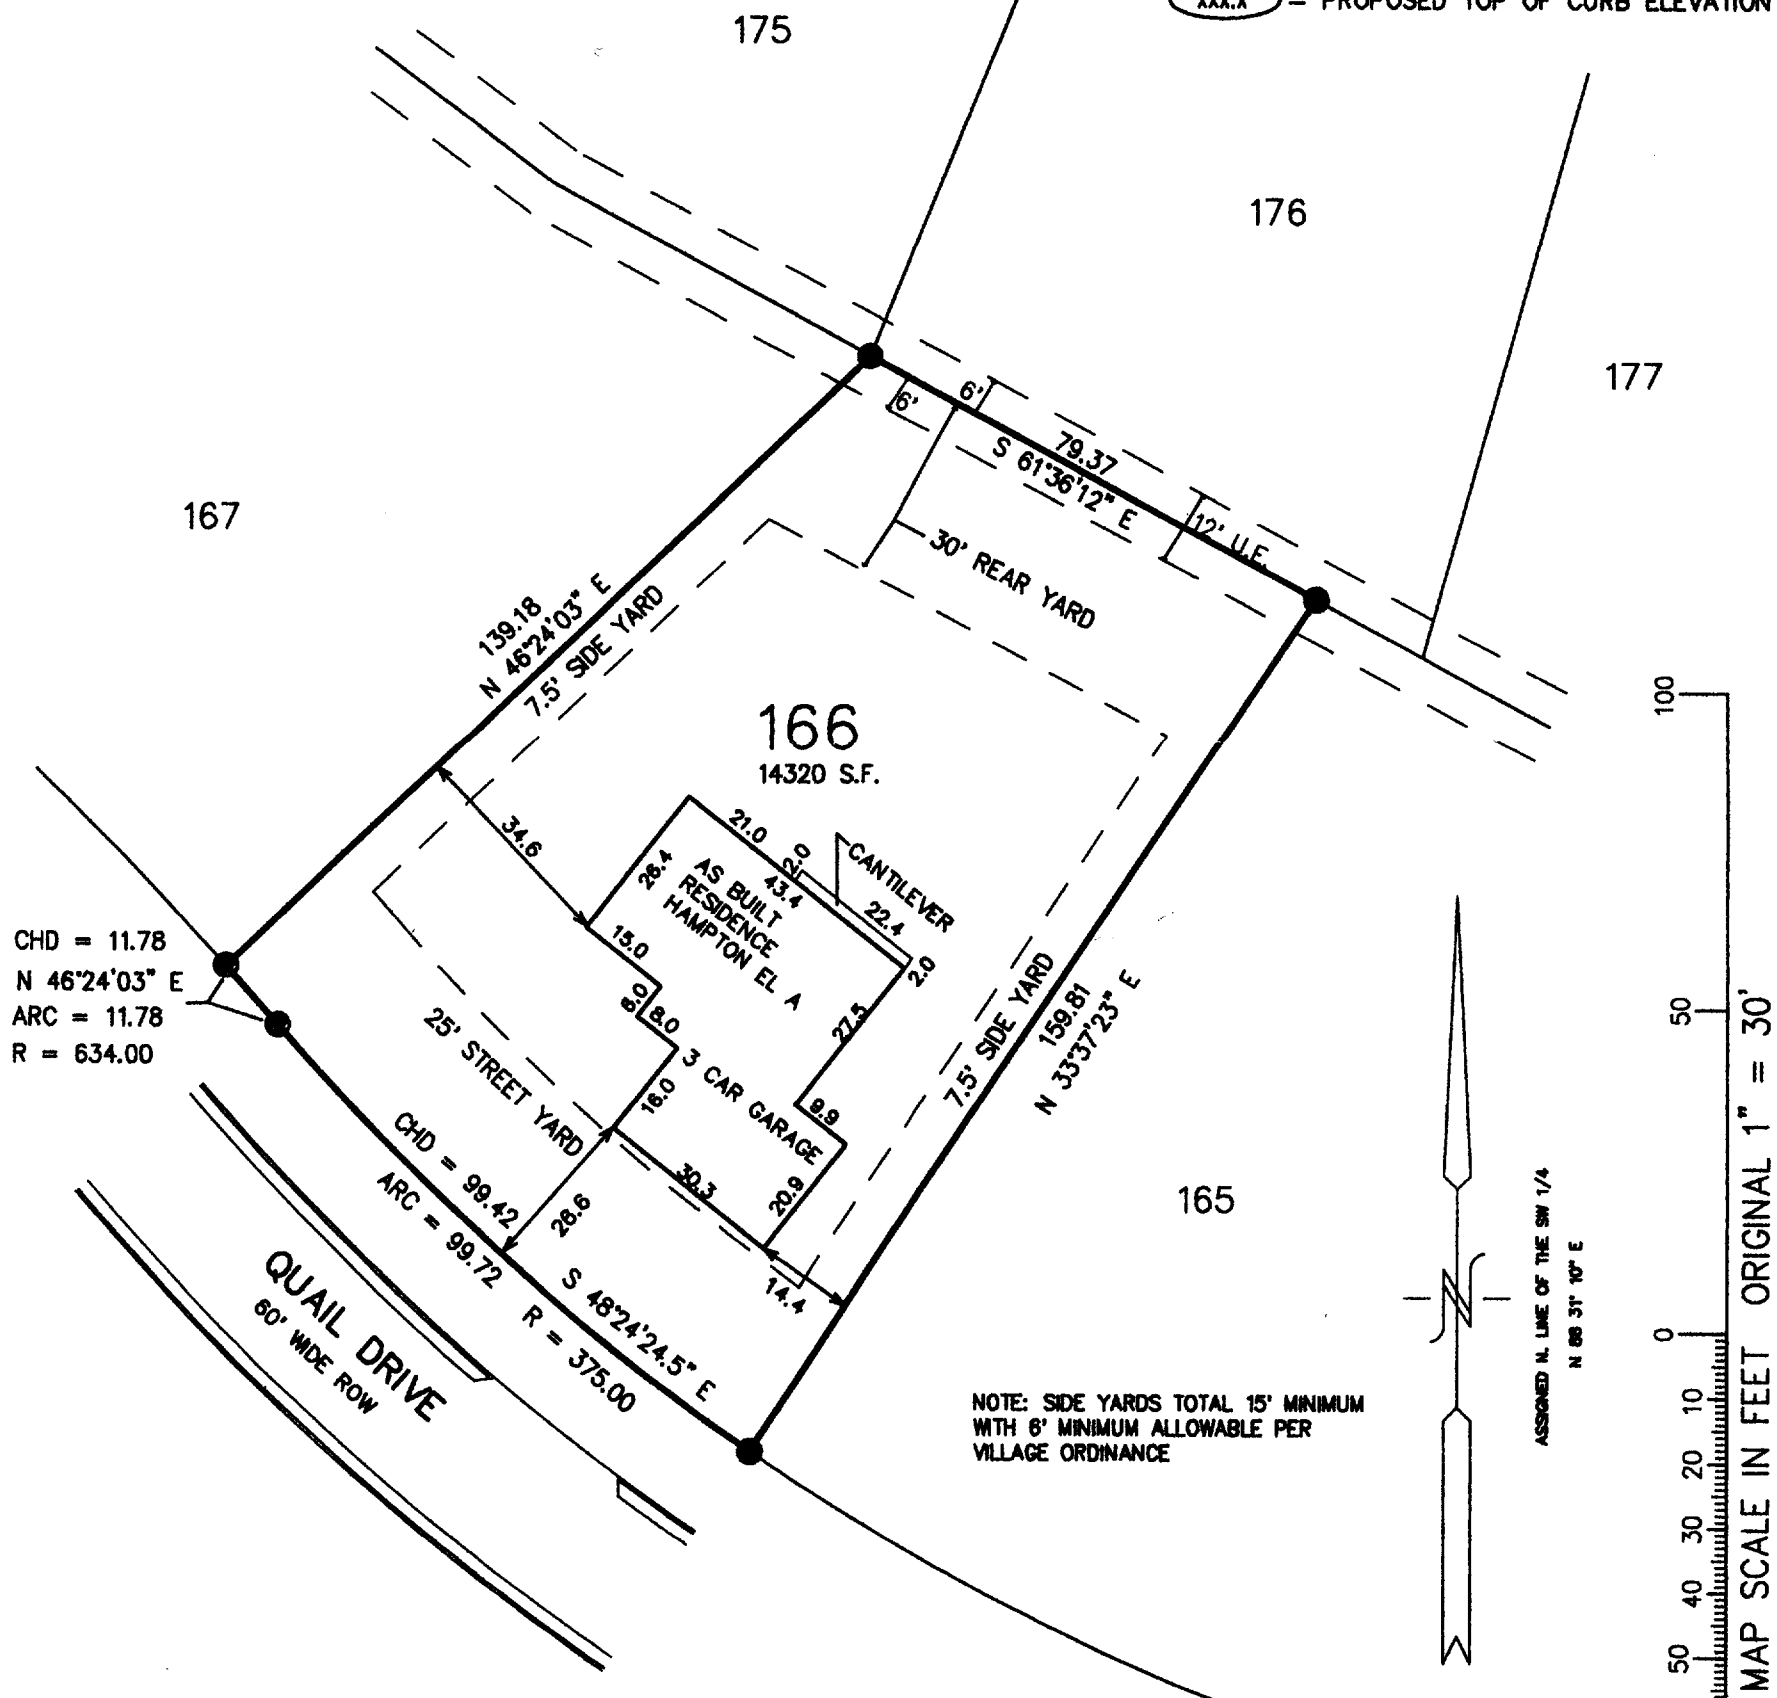 XXX.X = PROPOSED TOP OF CURB ELEVATION
175
176
177
6'
6'
79.37
S 61°36'12" E
12' U.E.
30' REAR YARD
167
139.18
N 46°24'03" E
7.5' SIDE YARD
166
14320 S.F.
34.6
21.0
2.0
CANTILEVER
26.4
AS BUILT
RESIDENCE
HAMPTON EL A
43.4
22.4
2.0
15.0
8.0
8.0
27.5
3 CAR GARAGE
16.0
9.9
30.3
20.9
7.5' SIDE YARD
159.81
N 33°37'23" E
CHD = 11.78
N 46°24'03" E
ARC = 11.78
R = 634.00
25' STREET YARD
26.6
14.4
CHD = 99.42
S 48°24'24.5" E
ARC = 99.72
R = 375.00
QUAIL DRIVE
60' WIDE ROW
165
NOTE: SIDE YARDS TOTAL 15' MINIMUM
WITH 6' MINIMUM ALLOWABLE PER
VILLAGE ORDINANCE
N
ASSIGNED N. LINE OF THE SW 1/4
N 88 31' 10" E
100
50
0
10
20
30
40
50
MAP SCALE IN FEET ORIGINAL 1" = 30'